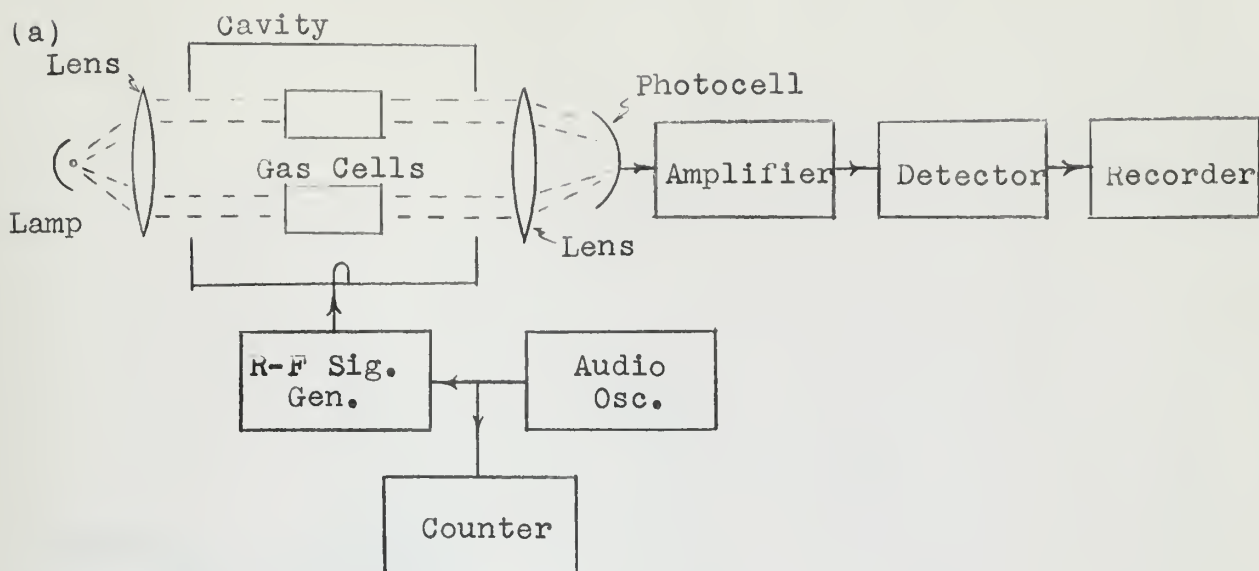 (a)
Cavity
Lens
Photocell
Gas Cells
Amplifier
Detector
Recorder
Lamp
Lens
R-F Sig.
Gen.
Audio
Osc.
Counter